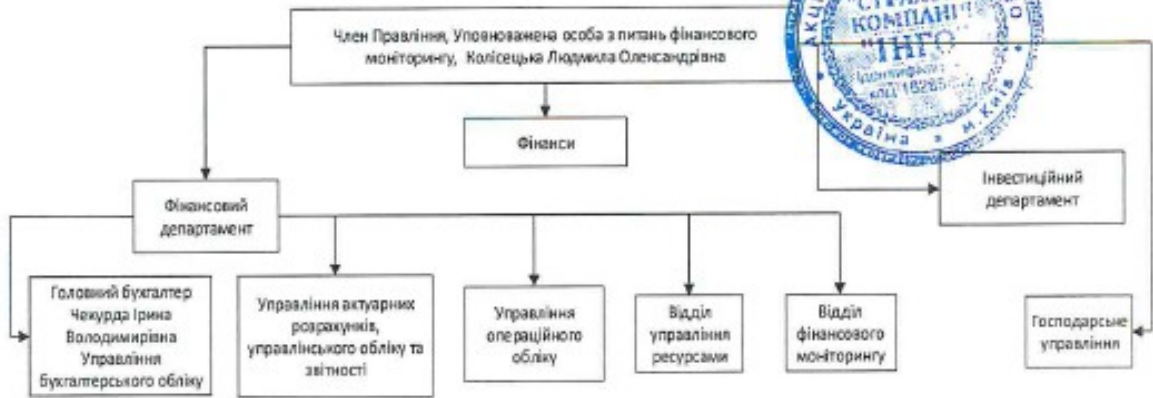 СТРАХОВА
КОМПАНІЯ
"ІНГО"
Україна * м.Київ
Член Правління, Уповноважена особа з питань фінансового
моніторингу, Колісецька Людмила Олександрівна
Фінанси
Інвестиційний
департамент
Фінансовий
департамент
Головний бухгалтер
Чекурда Ірина
Володимирівна
Управління
бухгалтерського обліку
Управління актуарних
розрахунків,
управлінського обліку та
звітності
Управління
операційного
обліку
Відділ
управління
ресурсами
Відділ
фінансового
моніторингу
Господарське
управління